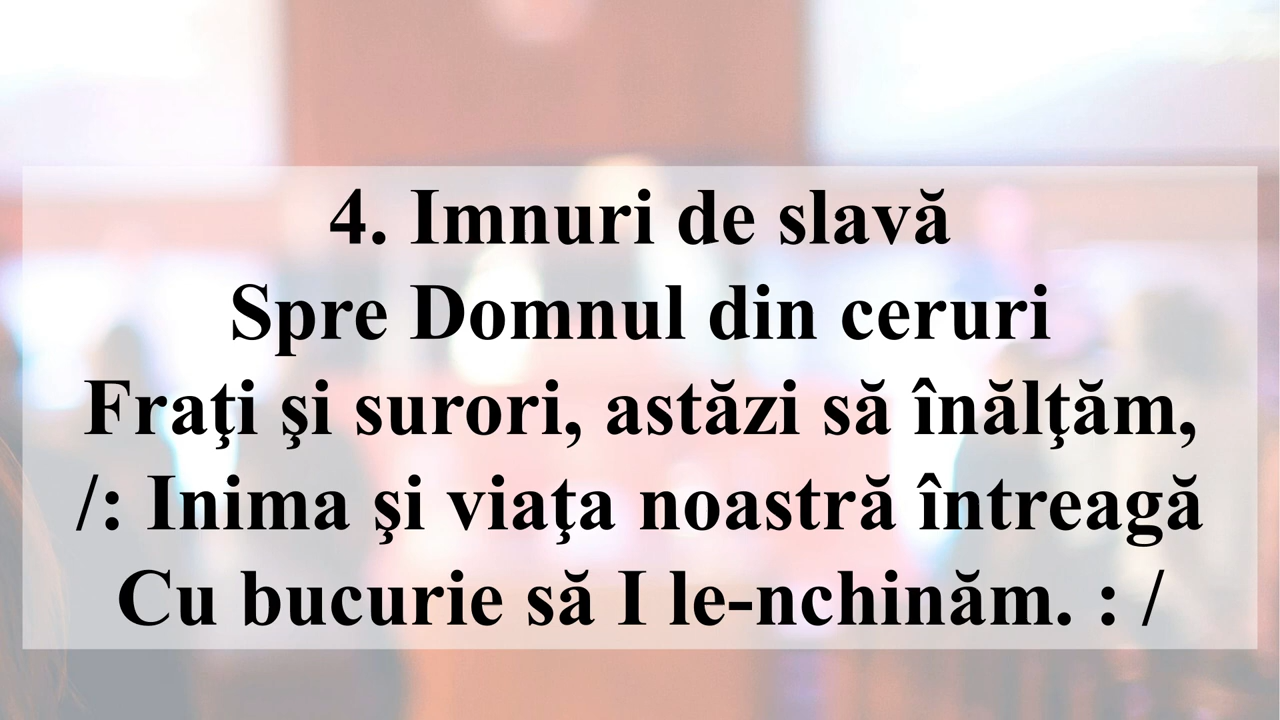 4. Imnuri de slavă
Spre Domnul din ceruri
Fraţi şi surori, astăzi să înălţăm,
/: Inima şi viaţa noastră întreagă
Cu bucurie să I le-nchinăm. : /